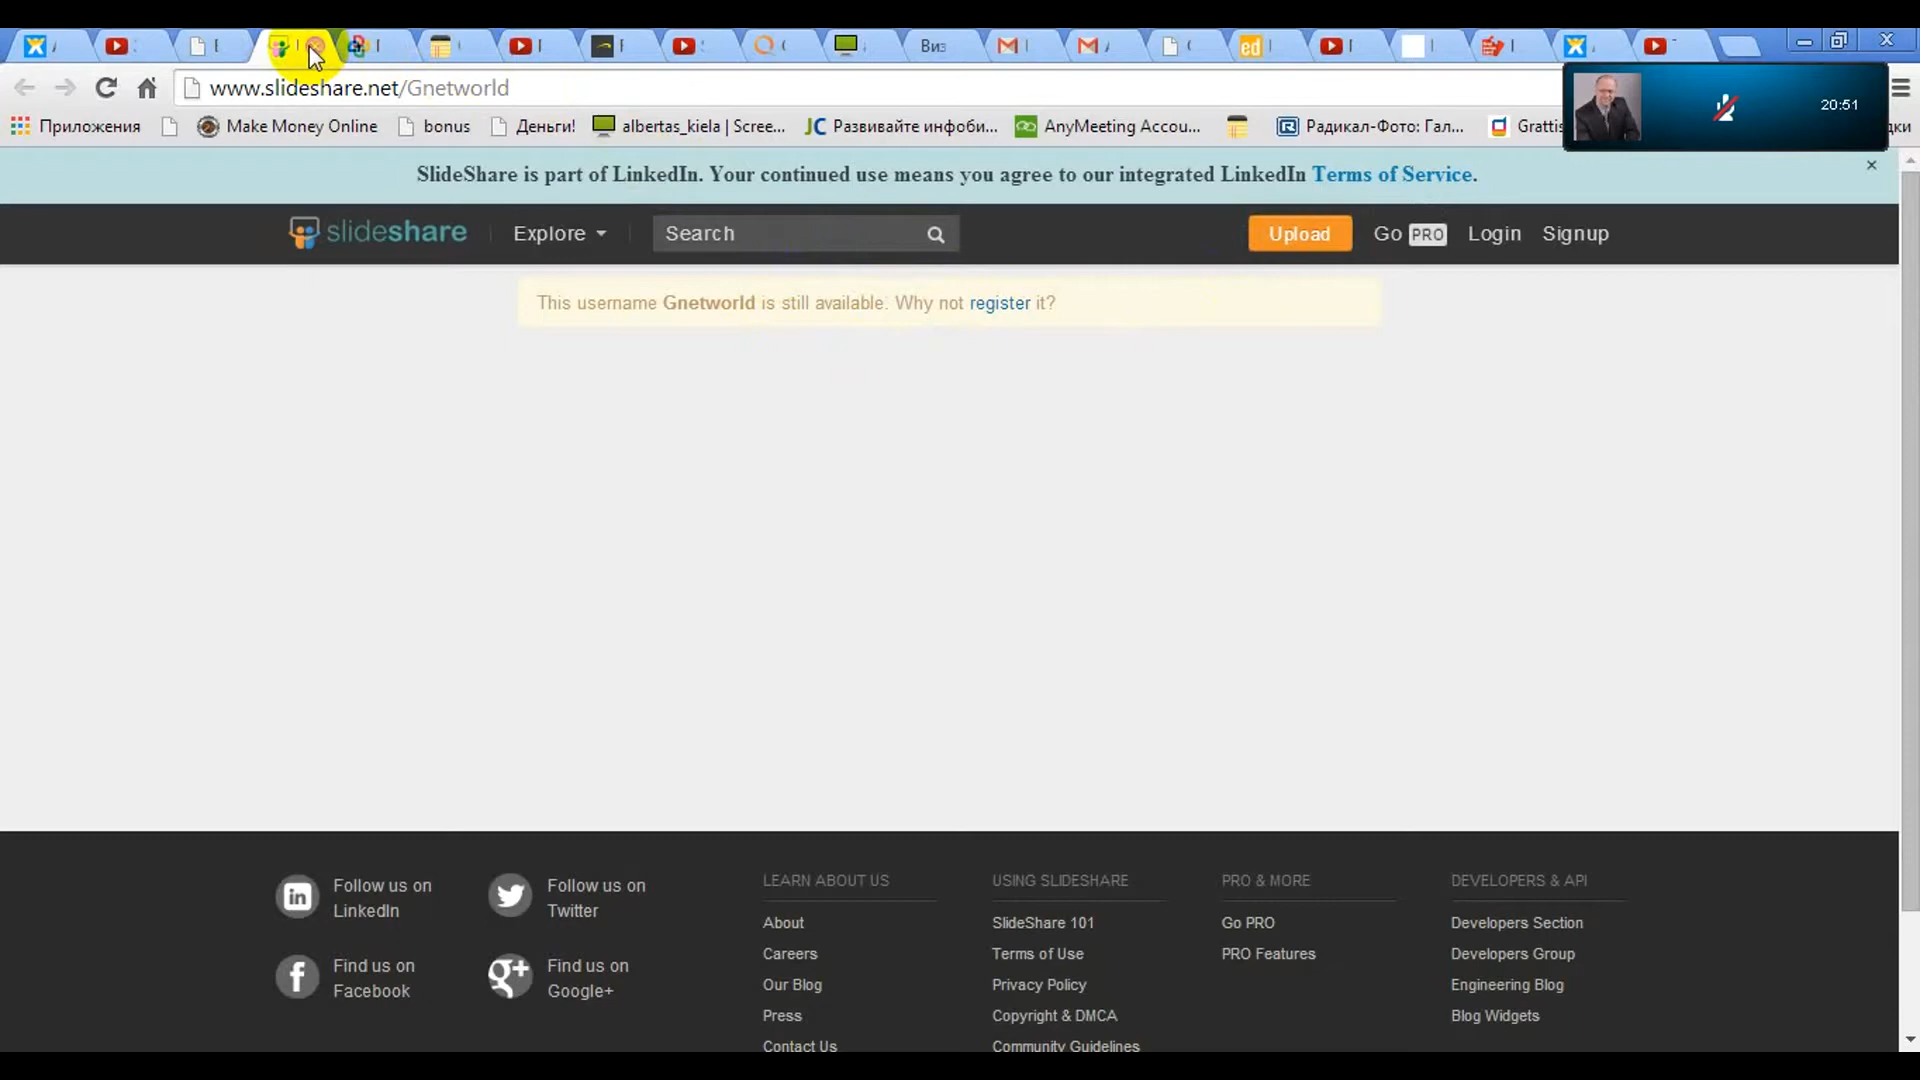 Виз
ed
www.slideshare.net/Gnetworld
20:51
Приложения
Make Money Online
bonus
Деньги!
albertas_kiela | Scree...
JC Развивайте инфоби...
AnyMeeting Accou...
Радикал-Фото: Гал...
Grattis
дки
SlideShare is part of LinkedIn. Your continued use means you agree to our integrated LinkedIn Terms of Service.
slideshare
Explore
Search
Upload
Go PRO
Login
Signup
This username Gnetworld is still available. Why not register it?
Follow us on
LinkedIn
Follow us on
Twitter
Find us on
Facebook
Find us on
Google+
LEARN ABOUT US
About
Careers
Our Blog
Press
Contact Us
USING SLIDESHARE
SlideShare 101
Terms of Use
Privacy Policy
Copyright & DMCA
Community Guidelines
PRO & MORE
Go PRO
PRO Features
DEVELOPERS & API
Developers Section
Developers Group
Engineering Blog
Blog Widgets